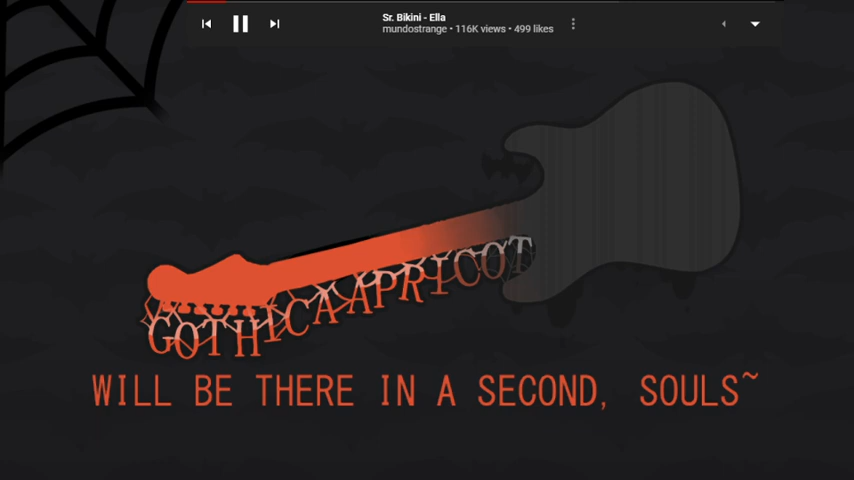 Sr. Bikini - Ella
mundostrange • 116K views • 499 likes
GOTHICA APRICOT
WILL BE THERE IN A SECOND, SOULS~